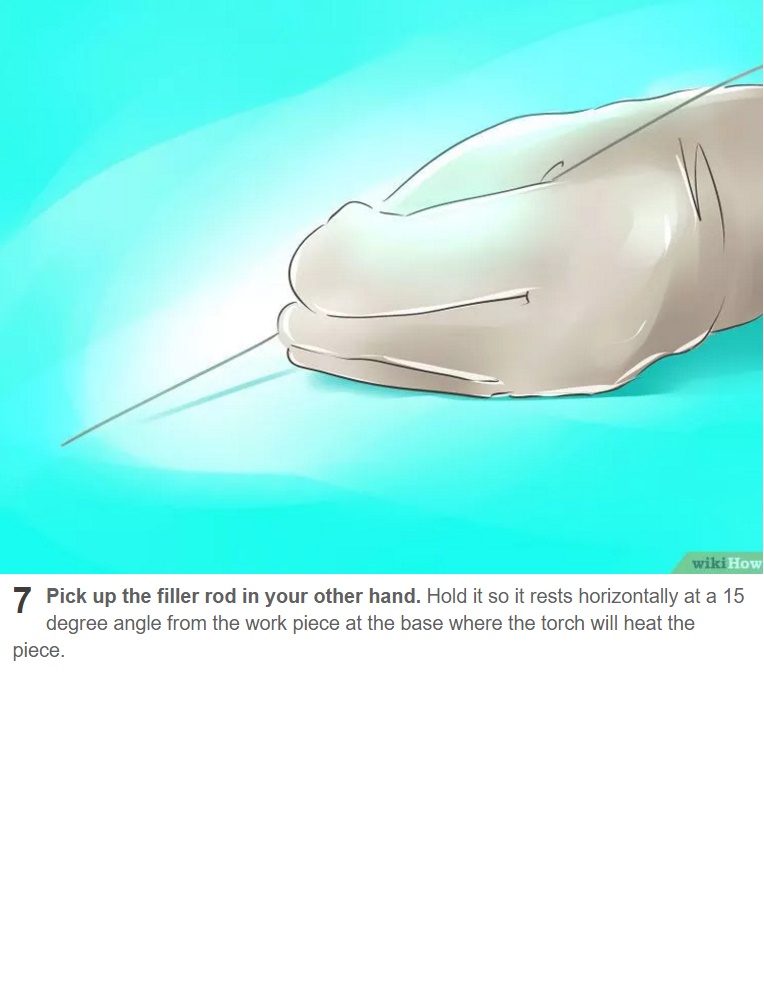 wikiHow
7 Pick up the filler rod in your other hand. Hold it so it rests horizontally at a 15
degree angle from the work piece at the base where the torch will heat the
piece.